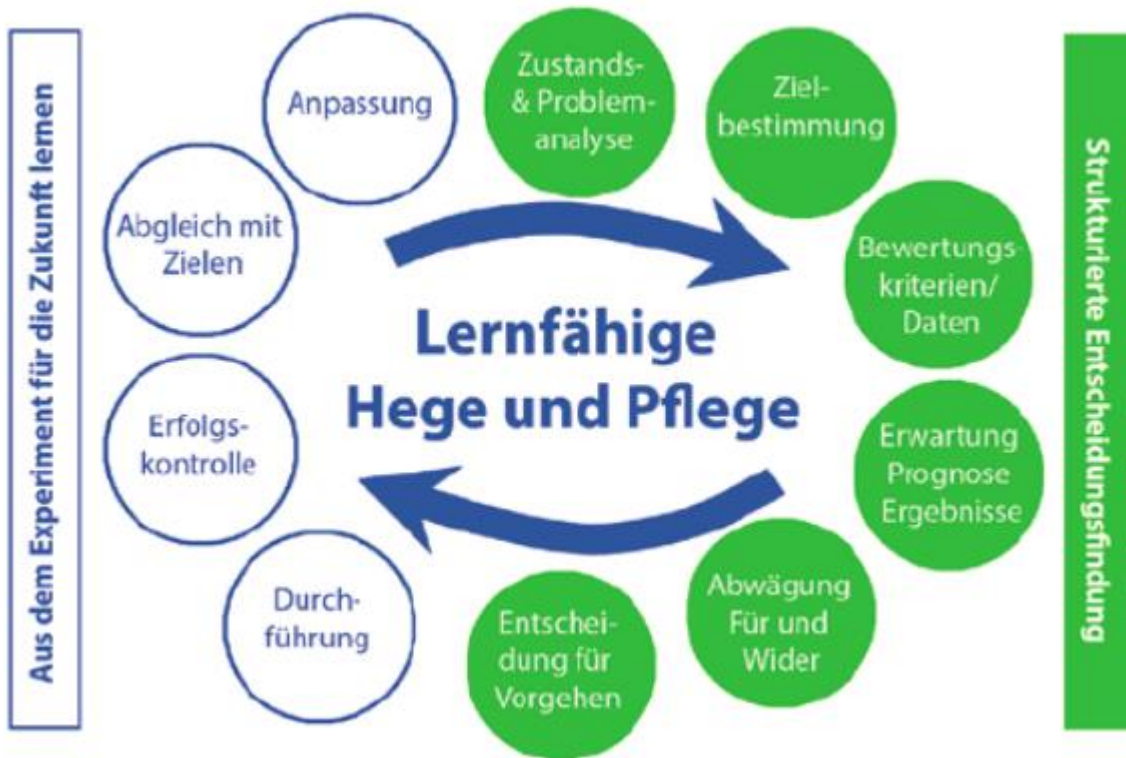 Aus dem Experiment für die Zukunft lernen
Anpassung
Zustands-
& Problem-
analyse
Ziel-
bestimmung
Bewertungs-
kriterien/
Daten
Erwartung
Prognose
Ergebnisse
Abwägung
Für und
Wider
Entschei-
dung für
Vorgehen
Durch-
führung
Erfolgs-
kontrolle
Abgleich mit
Zielen
Lernfähige
Hege und Pflege
Strukturierte Entscheidungsfindung